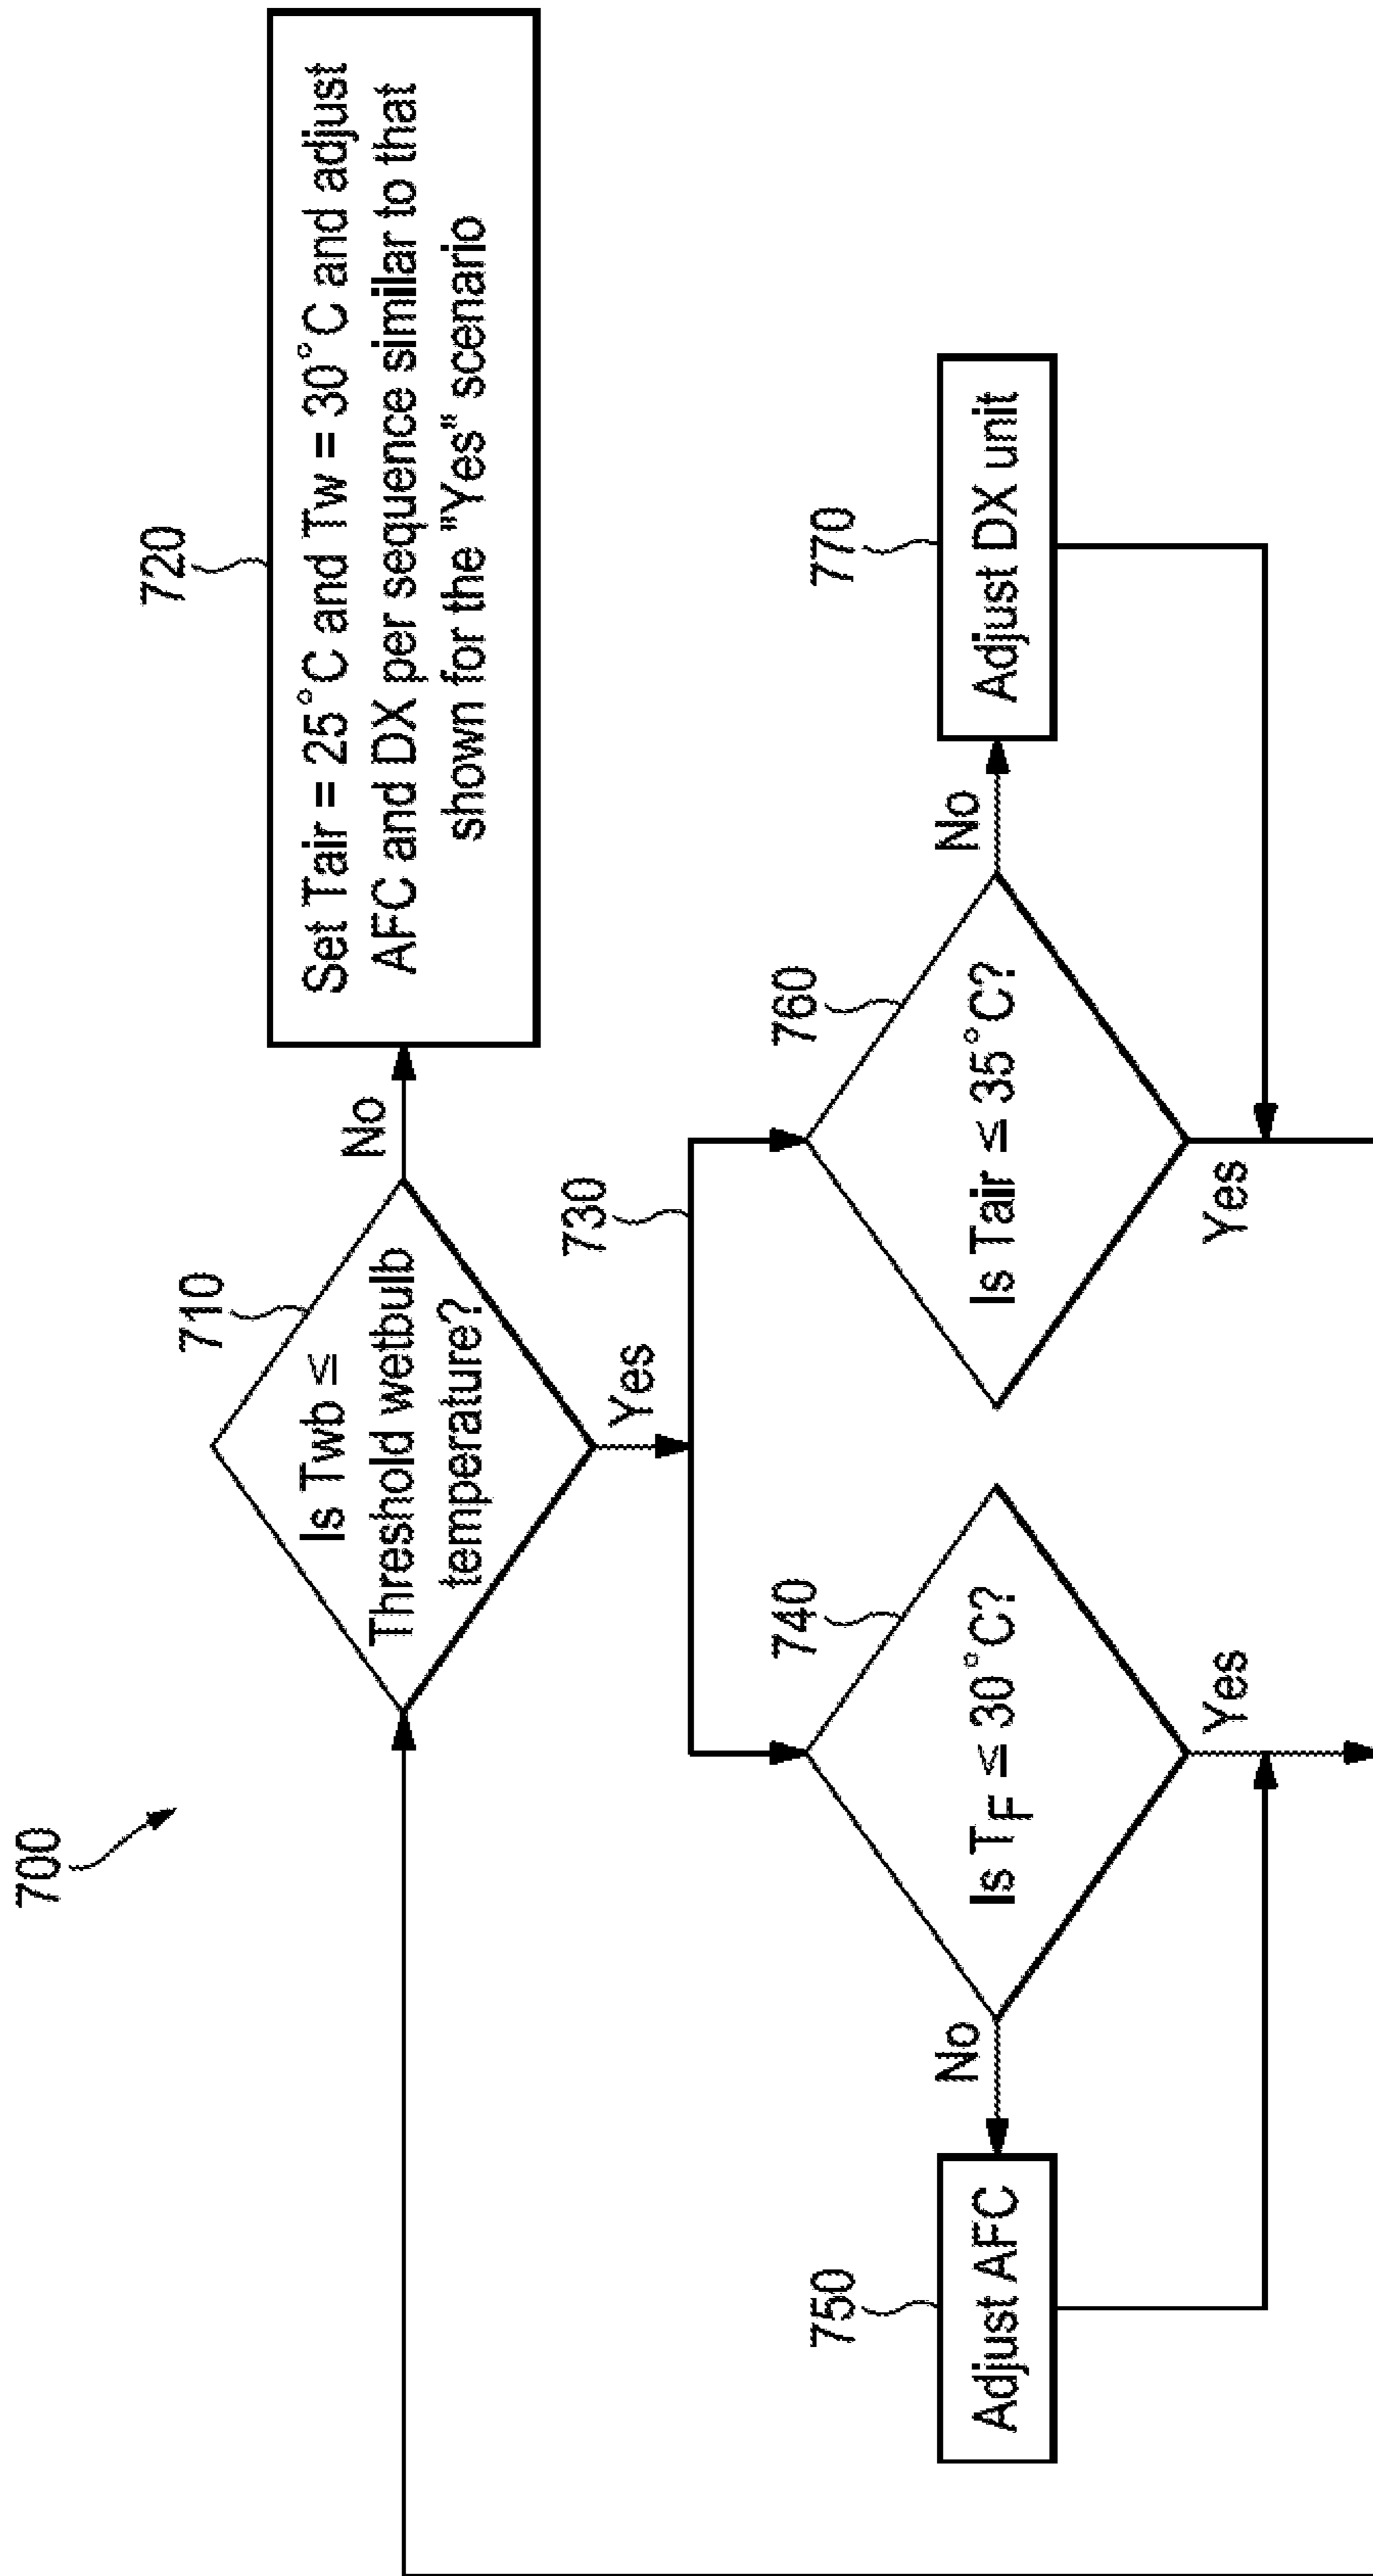 700
710
Is Twb ≤
Threshold wetbulb
temperature?
No
720
Set Tair = 25°C and Tw = 30°C and adjust
AFC and DX per sequence similar to that
shown for the "Yes" scenario
Yes
730
740
Is TF ≤ 30°C?
No
750
Adjust AFC
Yes
760
Is Tair ≤ 35°C?
No
770
Adjust DX unit
Yes